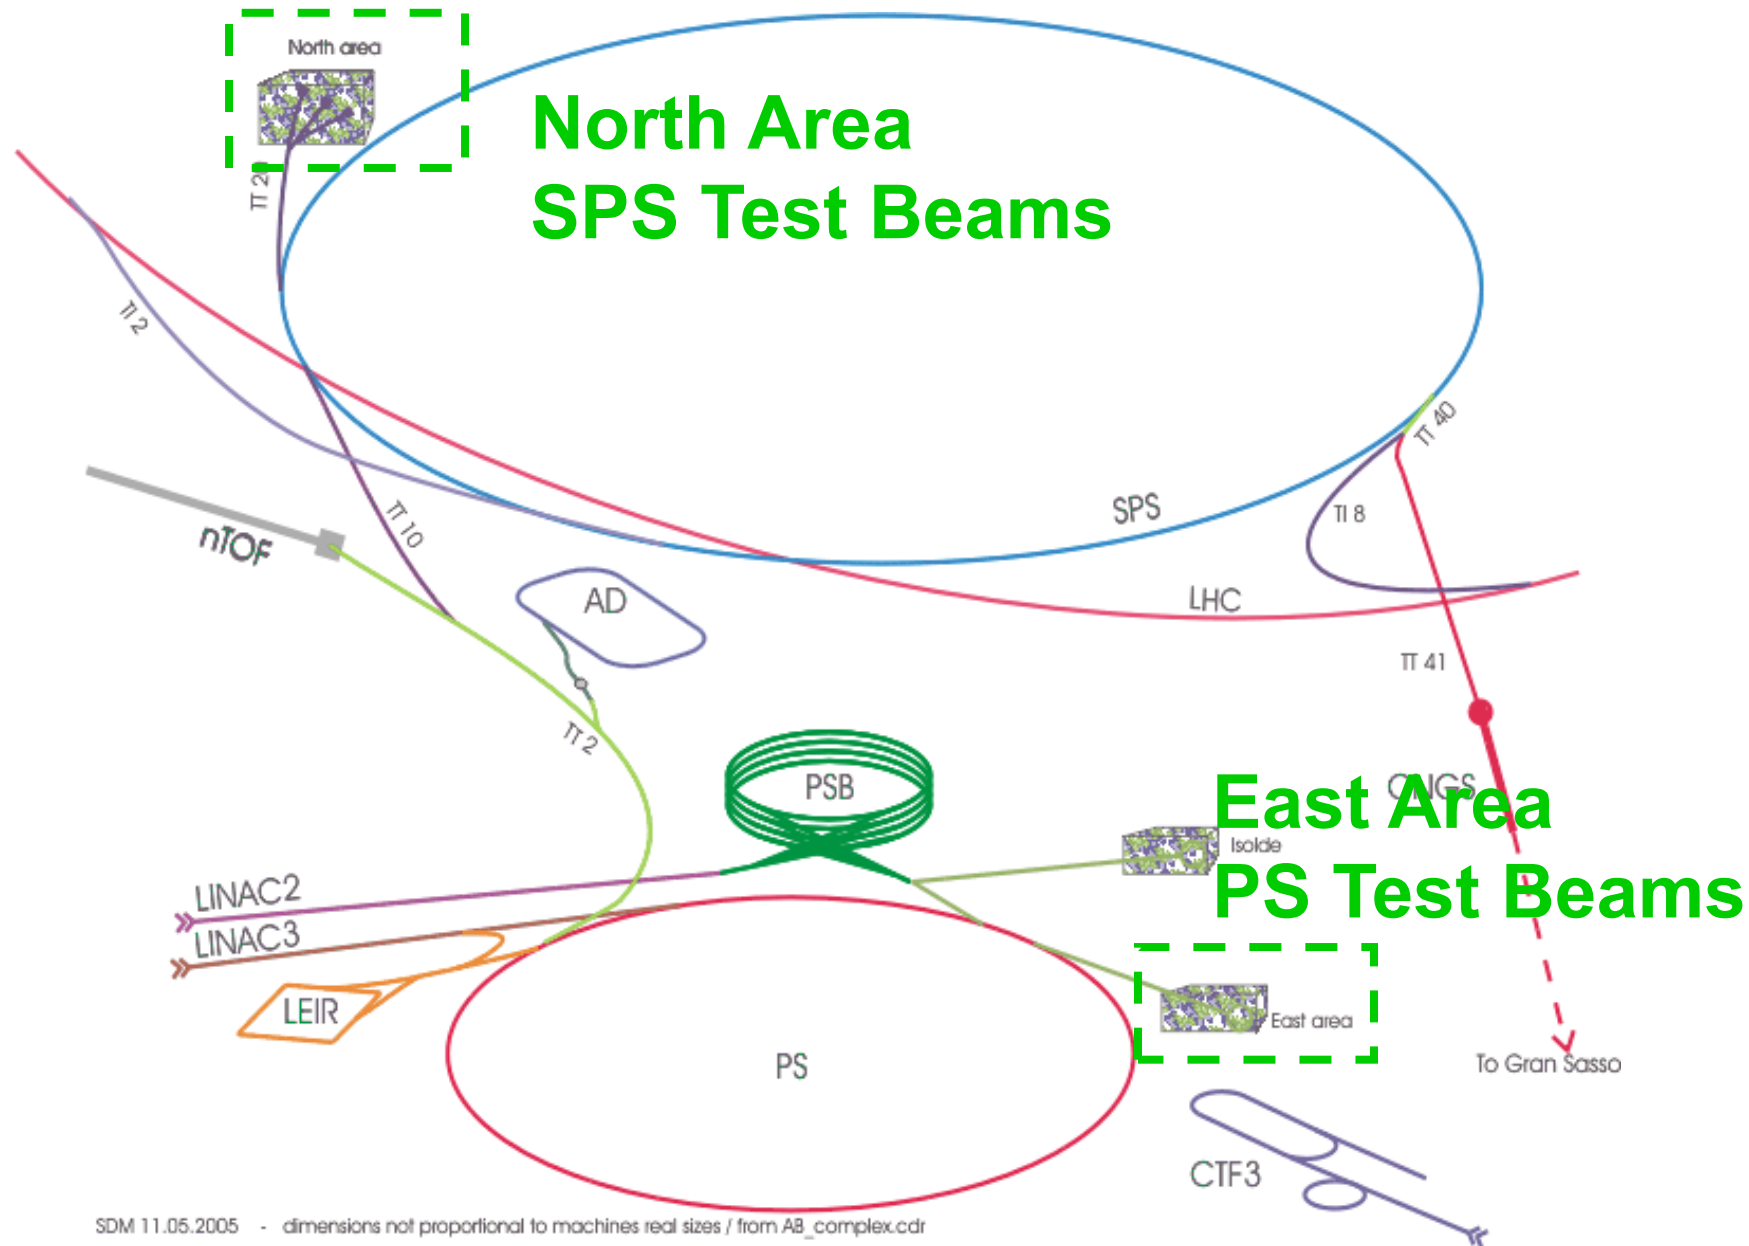 North area
North Area
SPS Test Beams
TT 20
TI 2
TT 40
TT 10
SPS
TI 8
nTOF
AD
LHC
TT 41
TT 2
PSB
CNGS
East Area
Isolde
PS Test Beams
LINAC2
LINAC3
LEIR
East area
PS
To Gran Sasso
CTF3
SDM 11.05.2005 - dimensions not proportional to machines real sizes / from AB_complex.cdr